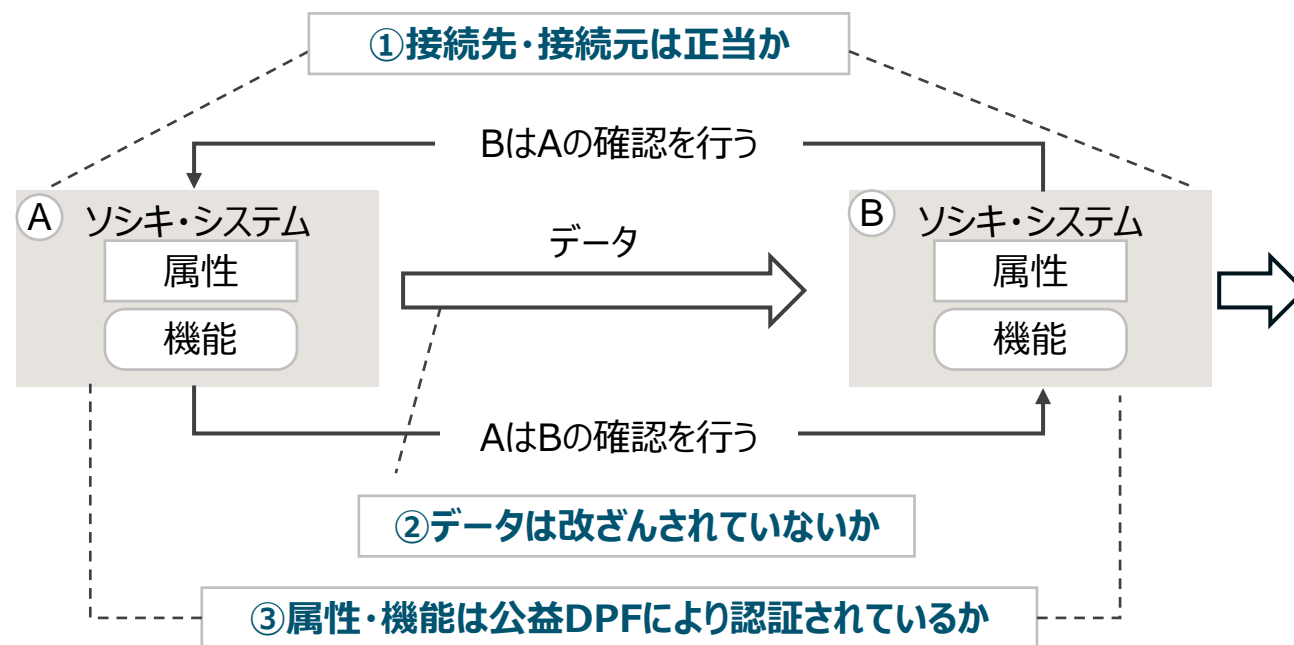 ①接続先・接続元は正当か
BはAの確認を行う
A
ソシキ・システム
属性
機能
データ
B
ソシキ・システム
属性
機能
AはBの確認を行う
②データは改ざんされていないか
③属性・機能は公益DPFにより認証されているか